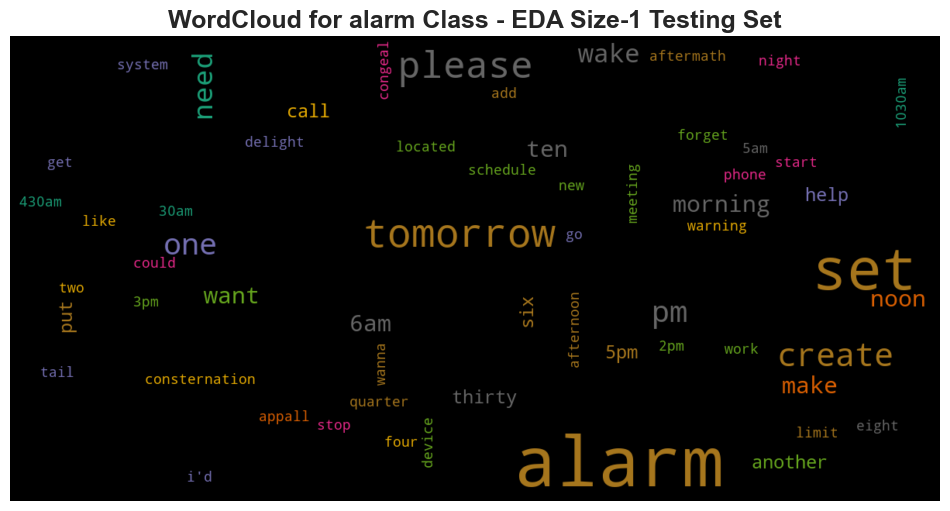 WordCloud for alarm Class - EDA Size-1 Testing Set
system
need
congeal
please
wake
aftermath
night
add
call
1030am
delight
located
ten
forget
5am
get
schedule
phone
start
new
meeting
430am
30am
morning
help
like
warning
one
tomorrow
go
could
set
two
3pm
want
noon
put
6am
six
afternoon
pm
5pm
2pm
work
create
tail
consternation
wanna
make
quarter
thirty
appall
stop
four
device
alarm
limit
eight
another
i'd